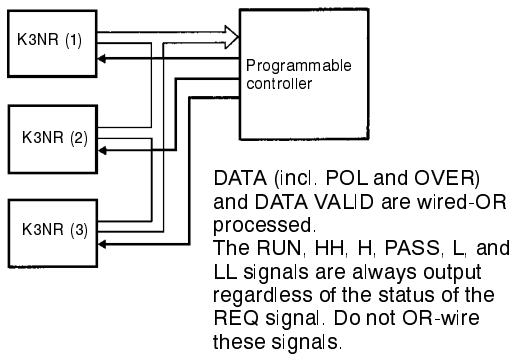 K3NR (1)
Programmable
controller
K3NR (2)
K3NR (3)
DATA (incl. POL and OVER)
and DATA VALID are wired-OR
processed.
The RUN, HH, H, PASS, L, and
LL signals are always output
regardless of the status of the
REQ signal. Do not OR-wire
these signals.